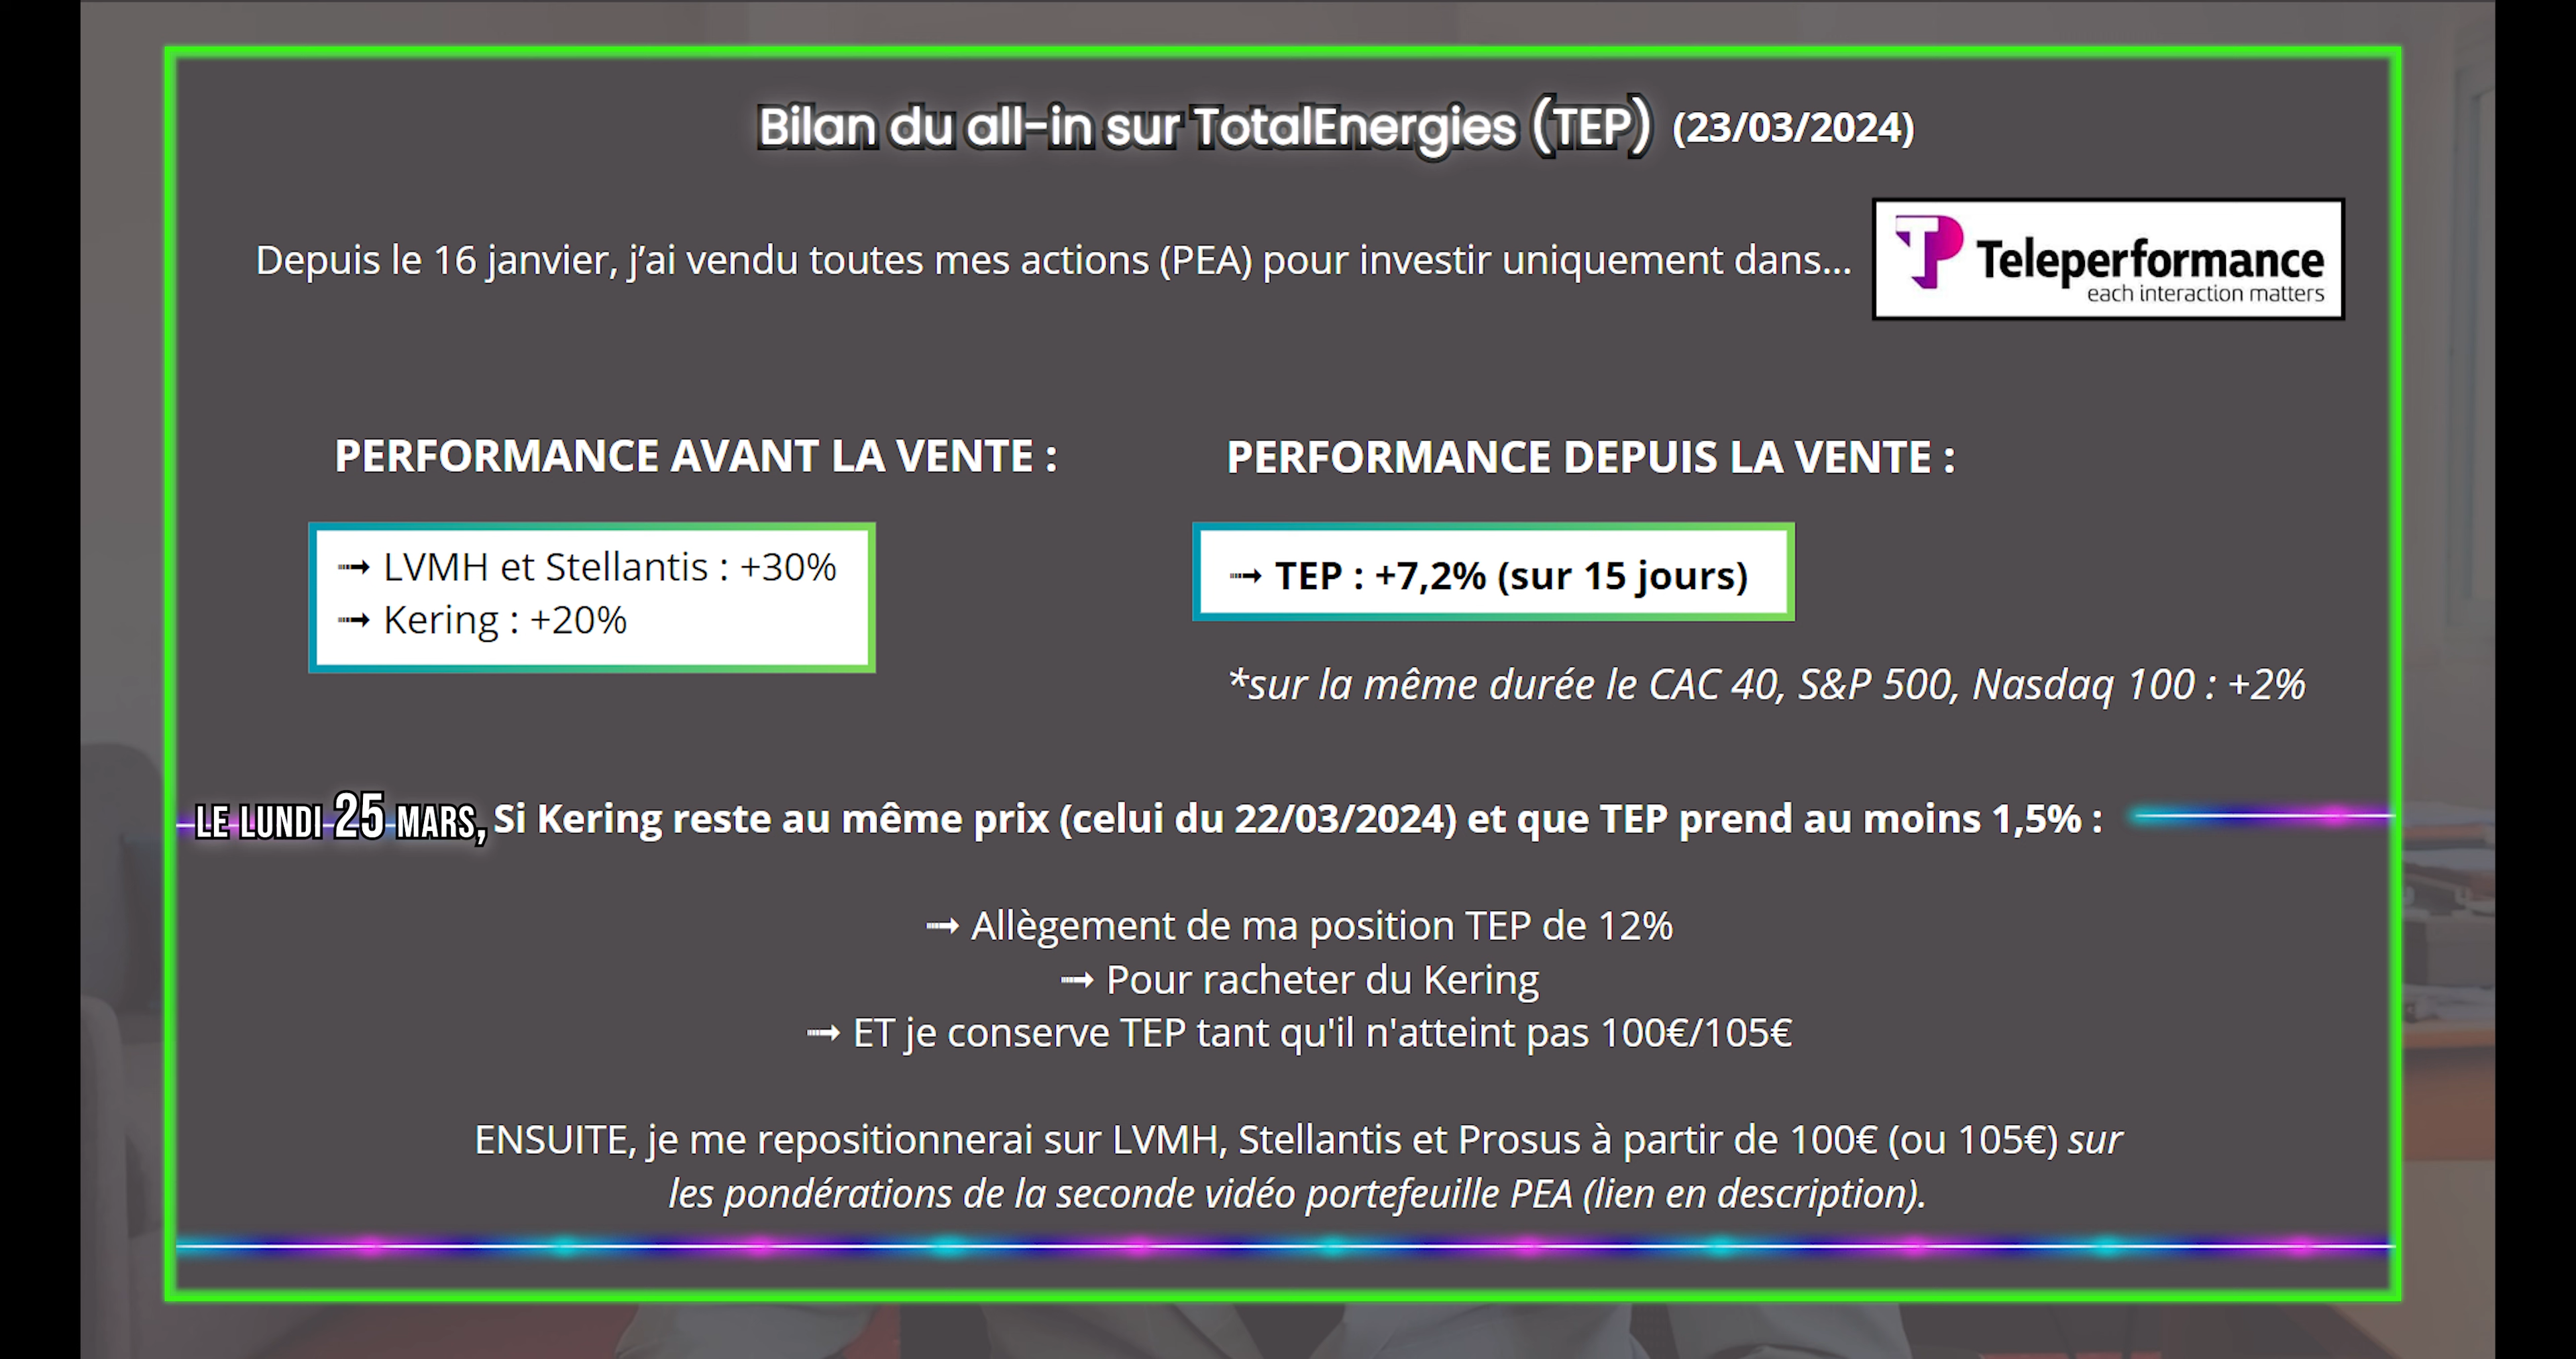 Bilan du all-in sur TotalEnergies (TEP) (23/03/2024)
Depuis le 16 janvier, j'ai vendu toutes mes actions (PEA) pour investir uniquement dans...
TP Teleperformance
each interaction matters
PERFORMANCE AVANT LA VENTE :
➟ LVMH et Stellantis : +30%
➟ Kering : +20%
PERFORMANCE DEPUIS LA VENTE :
➟ TEP : +7,2% (sur 15 jours)
*sur la même durée le CAC 40, S&P 500, Nasdaq 100 : +2%
LE LUNDI 25 MARS, Si Kering reste au même prix (celui du 22/03/2024) et que TEP prend au moins 1,5% :
➟ Allègement de ma position TEP de 12%
➟ Pour racheter du Kering
➟ ET je conserve TEP tant qu'il n'atteint pas 100€/105€
ENSUITE, je me repositionnerai sur LVMH, Stellantis et Prosus à partir de 100€ (ou 105€) sur
les pondérations de la seconde vidéo portefeuille PEA (lien en description).